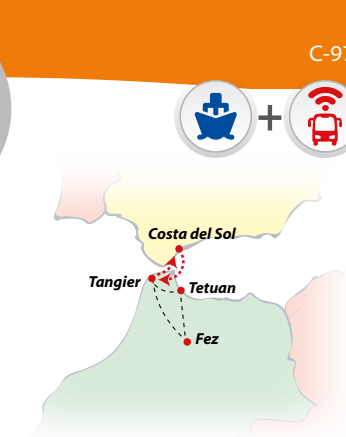 C-97
+
Costa del Sol
Tangier
Tetuan
Fez